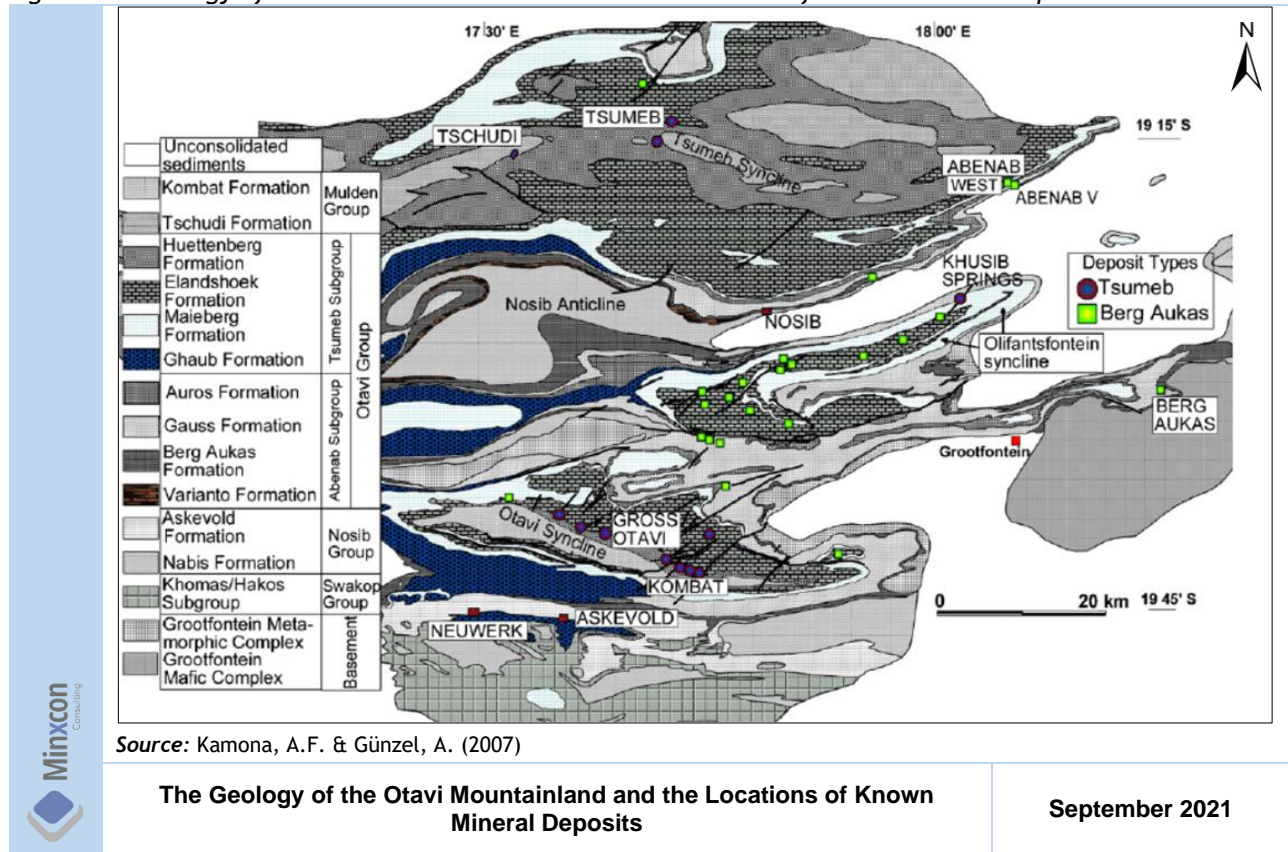 17 30' E
18 00' E
N
TSUMEB
19 15' S
TSCHUDI
Tsumeb Syncline
ABENAB
WEST
ABENAB V
Unconsolidated
sediments
Kombat Formation
Mulden
Group
Tschudi Formation
Huettenberg
Formation
Elandshoek
Formation
Maieberg
Formation
Ghaub Formation
Tsumeb Subgroup
Auros Formation
Gauss Formation
Berg Aukas
Formation
Varianto Formation
Abenab Subgroup
Otavi Group
Askevold
Formation
Nabis Formation
Nosib
Group
Khomas/Hakos
Subgroup
Swakop
Group
Grootfontein Meta-
morphic Complex
Grootfontein
Mafic Complex
Basement
Nosib Anticline
NOSIB
KHUSIB
SPRINGS
Deposit Types
Tsumeb
Berg Aukas
Olifantsfontein
syncline
BERG
AUKAS
Grootfontein
Otavi Syncline
GROSS
OTAVI
KOMBAT
0 20 km
19 45' S
NEUWERK
ASKEVOLD
Minxcon
Consulting
Source: Kamona, A.F. & Günzel, A. (2007)
The Geology of the Otavi Mountainland and the Locations of Known
Mineral Deposits
September 2021